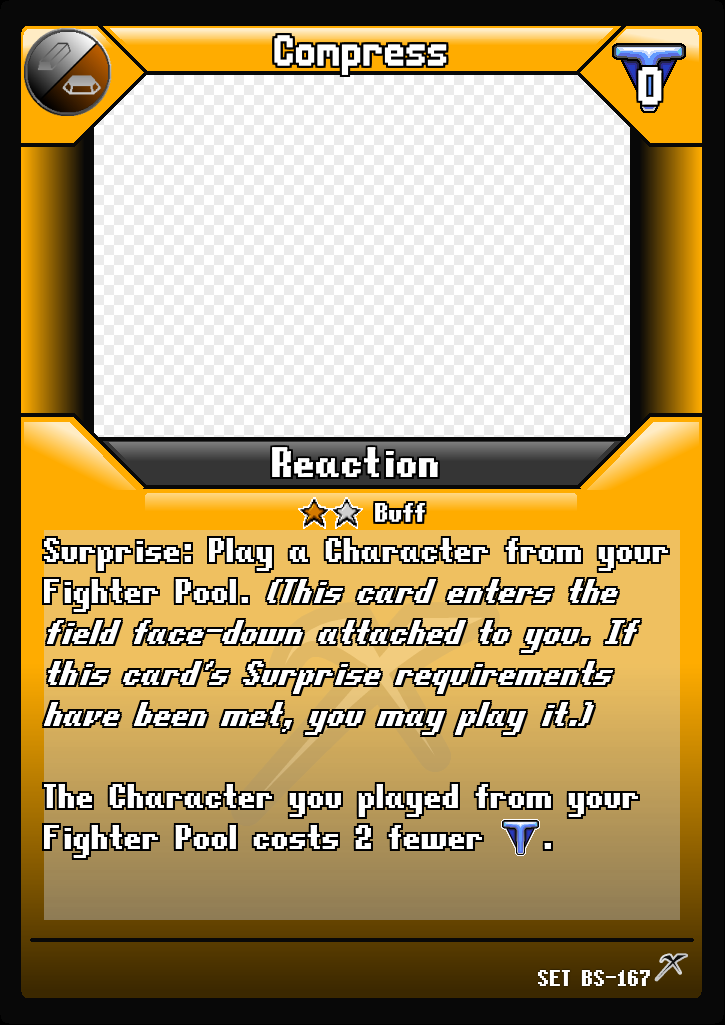 Compress
0
Reaction
Buff
Surprise: Play a Character from your
Fighter Pool. (This card enters the
field face-down attached to you. If
this card's Surprise requirements
have been met, you may play it.)
The Character you played from your
Fighter Pool costs 2 fewer T.
SET BS-167